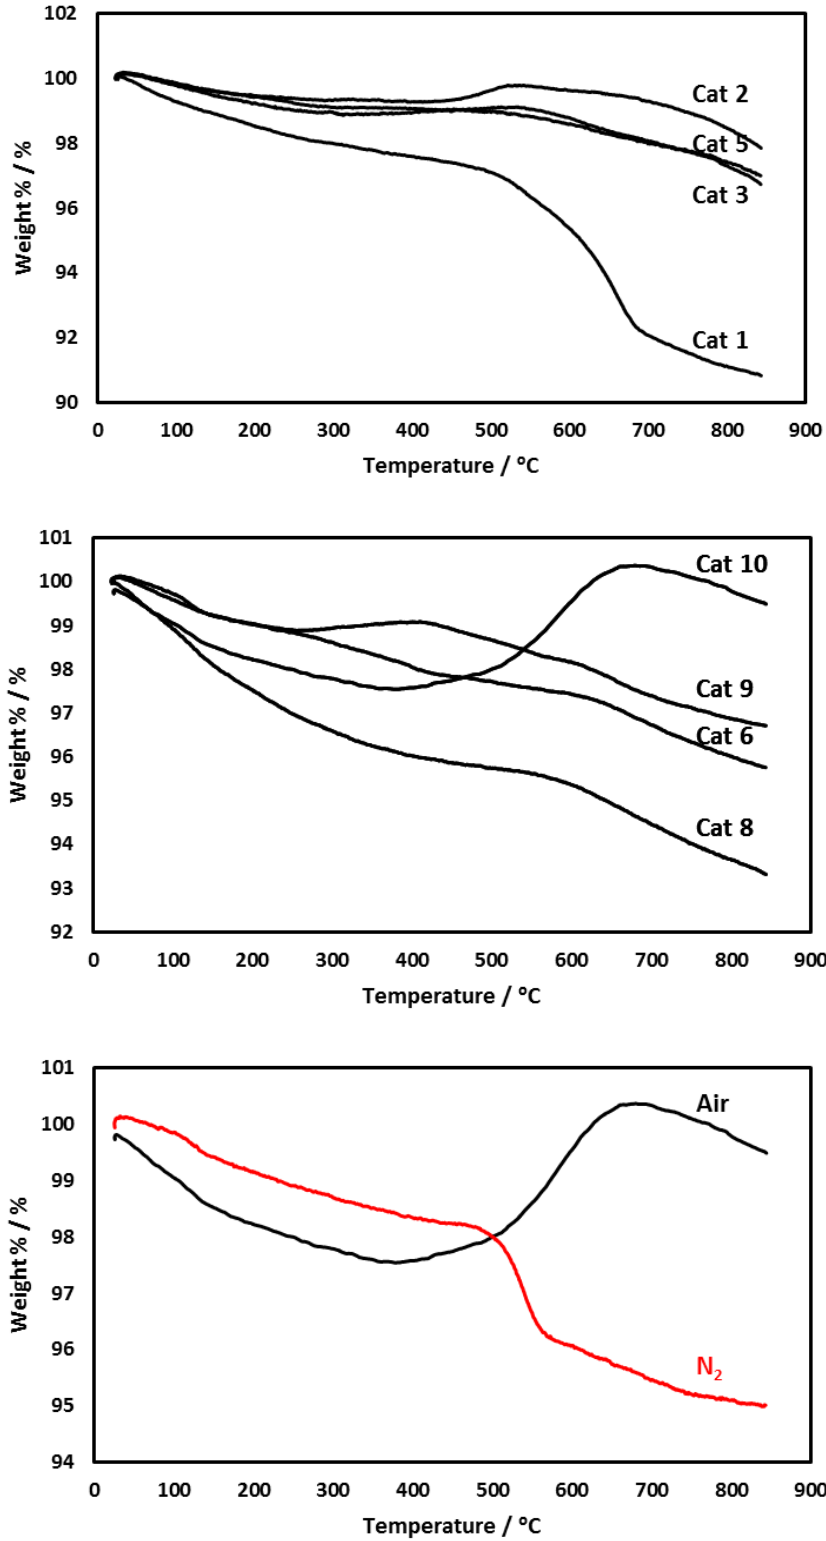 102
100
98
96
94
92
90
Weight % / %
Cat 2
Cat 5
Cat 3
Cat 1
0 100 200 300 400 500 600 700 800 900
Temperature / °C
101
100
99
98
97
96
95
94
93
92
Weight % / %
Cat 10
Cat 9
Cat 6
Cat 8
0 100 200 300 400 500 600 700 800 900
Temperature / °C
101
100
99
98
97
96
95
94
Weight % / %
Air
N₂
0 100 200 300 400 500 600 700 800 900
Temperature / °C